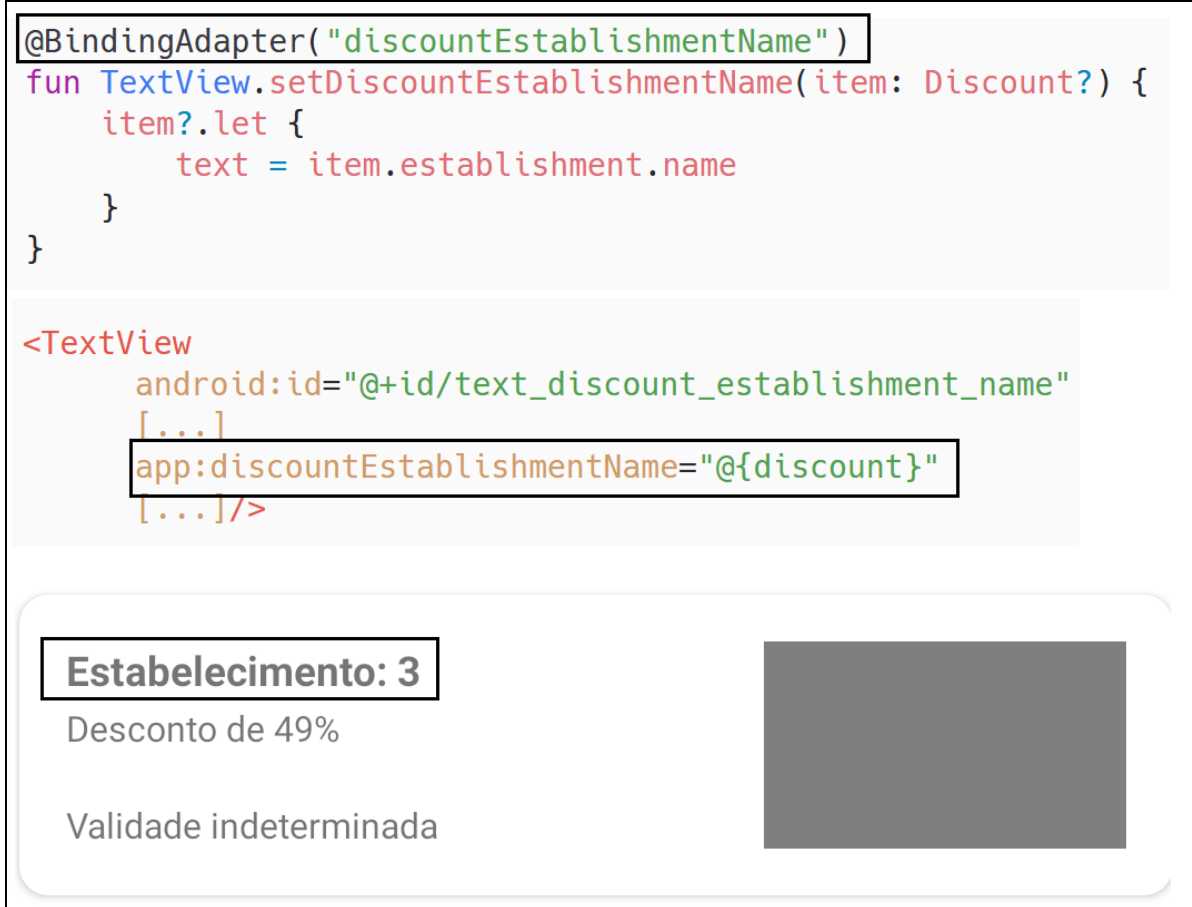 @BindingAdapter("discountEstablishmentName")
fun TextView.setDiscountEstablishmentName(item: Discount?) {
    item?.let {
        text = item.establishment.name
    }
}
<TextView
      android:id="@+id/text_discount_establishment_name"
      [...]
      app:discountEstablishmentName="@{discount}"
      [...]/>
Estabelecimento: 3
Desconto de 49%
Validade indeterminada